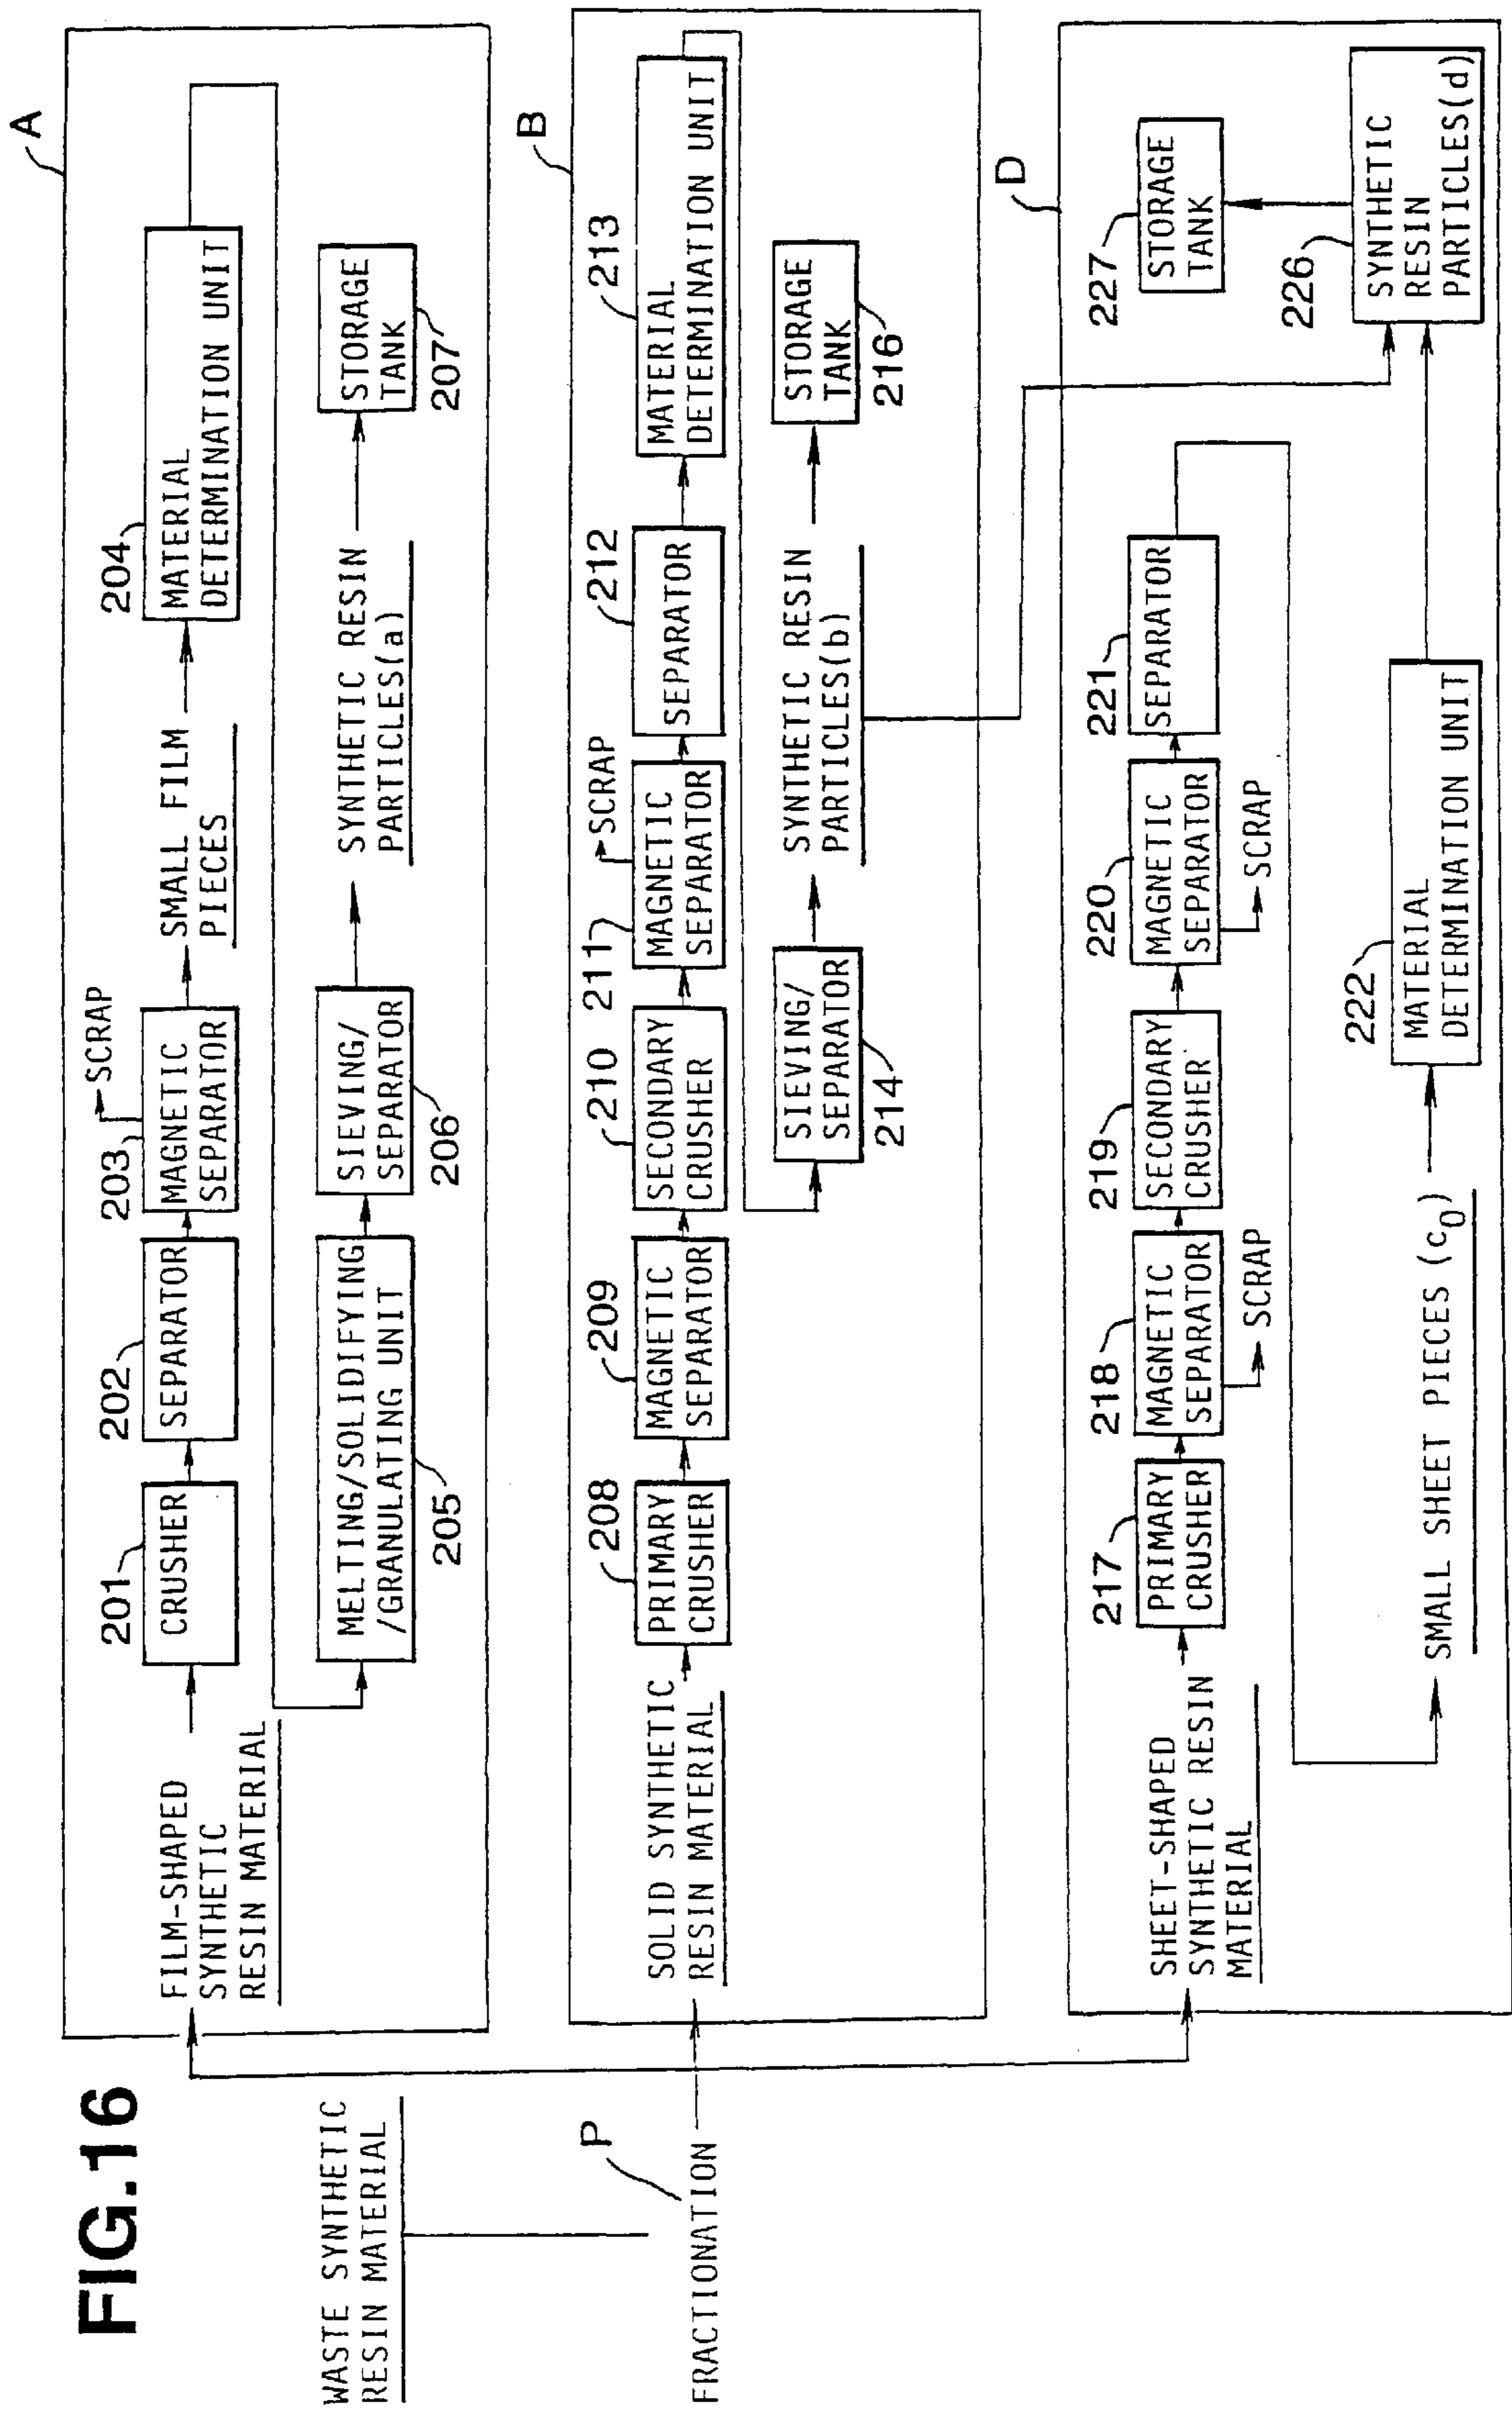 FIG.16
WASTE SYNTHETIC
RESIN MATERIAL
P
FRACTIONATION
A
FILM-SHAPED
SYNTHETIC
RESIN MATERIAL
201
CRUSHER
202
SEPARATOR
203
MAGNETIC
SEPARATOR
SCRAP
SMALL FILM
PIECES
204
MATERIAL
DETERMINATION UNIT
MELTING/SOLIDIFYING
/GRANULATING UNIT
205
SIEVING/
SEPARATOR
206
SYNTHETIC RESIN
PARTICLES(a)
STORAGE
TANK
207
B
SOLID SYNTHETIC
RESIN MATERIAL
208
PRIMARY
CRUSHER
209
MAGNETIC
SEPARATOR
210
SECONDARY
CRUSHER
211
MAGNETIC
SEPARATOR
SCRAP
212
SEPARATOR
213
MATERIAL
DETERMINATION UNIT
SIEVING/
SEPARATOR
214
SYNTHETIC RESIN
PARTICLES(b)
STORAGE
TANK
216
D
SHEET-SHAPED
SYNTHETIC RESIN
MATERIAL
217
PRIMARY
CRUSHER
218
MAGNETIC
SEPARATOR
SCRAP
219
SECONDARY
CRUSHER
220
MAGNETIC
SEPARATOR
SCRAP
221
SEPARATOR
SMALL SHEET PIECES (c0)
222
MATERIAL
DETERMINATION UNIT
226
SYNTHETIC
RESIN
PARTICLES(d)
227
STORAGE
TANK